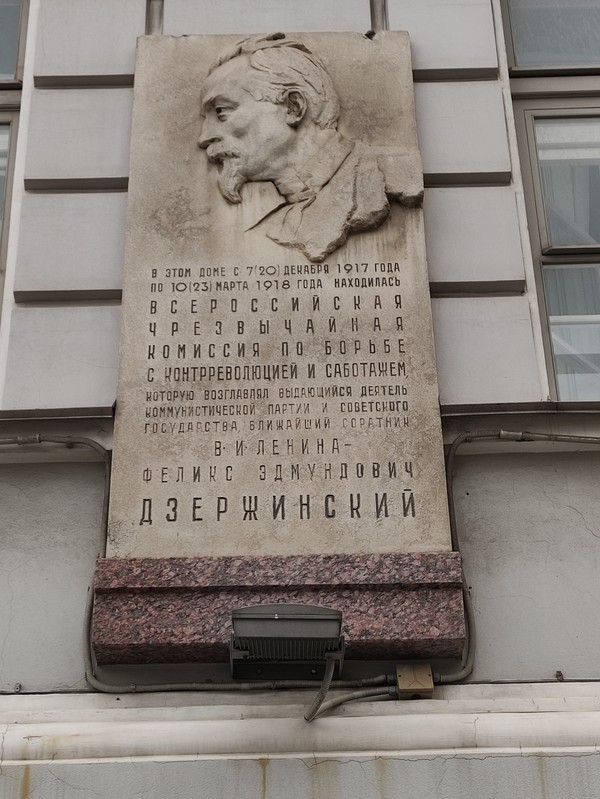 В ЭТОМ ДОМЕ С 7(20) ДЕКАБРЯ 1917 ГОДА
ПО 10(23) МАРТА 1918 ГОДА НАХОДИЛАСЬ
ВСЕРОССИЙСКАЯ
ЧРЕЗВЫЧАЙНАЯ
КОМИССИЯ ПО БОРЬБЕ
С КОНТРРЕВОЛЮЦИЕЙ И САБОТАЖЕМ,
КОТОРУЮ ВОЗГЛАВЛЯЛ ВЫДАЮЩИЙСЯ ДЕЯТЕЛЬ
КОММУНИСТИЧЕСКОЙ ПАРТИИ И СОВЕТСКОГО
ГОСУДАРСТВА, БЛИЖАЙШИЙ СОРАТНИК
В·И·ЛЕНИНА–
ФЕЛИКС ЭДМУНДОВИЧ
ДЗЕРЖИНСКИЙ